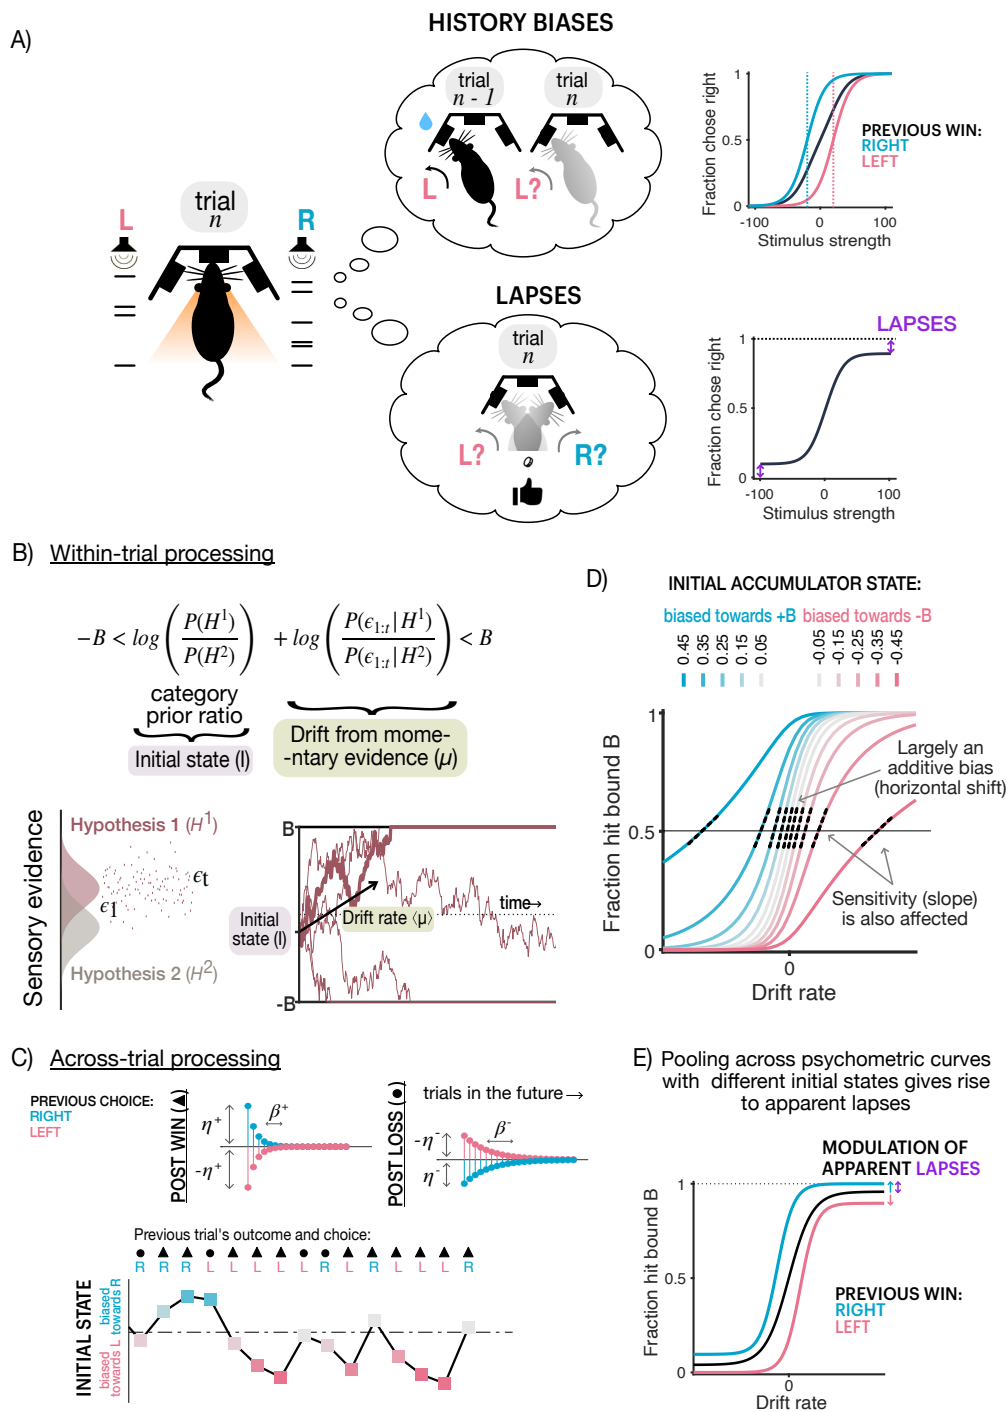 A)
HISTORY BIASES
trial
n - 1
trial
n
L
L?
trial
n
L
R
1
0.5
0
-100
0
100
Fraction chose right
Stimulus strength
PREVIOUS WIN:
RIGHT
LEFT
LAPSES
trial
n
L?
R?
LAPSES
1
0.5
0
-100
0
100
Fraction chose right
Stimulus strength
B) Within-trial processing
−B < log ( P(H¹) / P(H²) ) + log ( P(ϵ₁:ₜ | H¹) / P(ϵ₁:ₜ | H²) ) < B
category
prior ratio
Initial state (I)
Drift from mome-
-ntary evidence (μ)
Sensory evidence
Hypothesis 1 (H¹)
ϵ₁
ϵt
Hypothesis 2 (H²)
B
Initial
state (I)
Drift rate ⟨μ⟩
time→
-B
D)
INITIAL ACCUMULATOR STATE:
biased towards +B
biased towards -B
0.45
0.35
0.25
0.15
0.05
-0.05
-0.15
-0.25
-0.35
-0.45
1
0.5
0
0
Fraction hit bound B
Drift rate
Largely an
additive bias
(horizontal shift)
Sensitivity (slope)
is also affected
C) Across-trial processing
PREVIOUS CHOICE:
RIGHT
LEFT
POST WIN (▲)
η⁺
-η⁺
β⁺
POST LOSS (●)
trials in the future →
-η⁻
η⁻
β⁻
Previous trial's outcome and choice:
R R R L L L L L R L R L L L R
INITIAL STATE
biased towards R
biased towards L
E) Pooling across psychometric curves
with different initial states gives rise
to apparent lapses
MODULATION OF
APPARENT LAPSES
1
0.5
0
0
Fraction hit bound B
Drift rate
PREVIOUS WIN:
RIGHT
LEFT